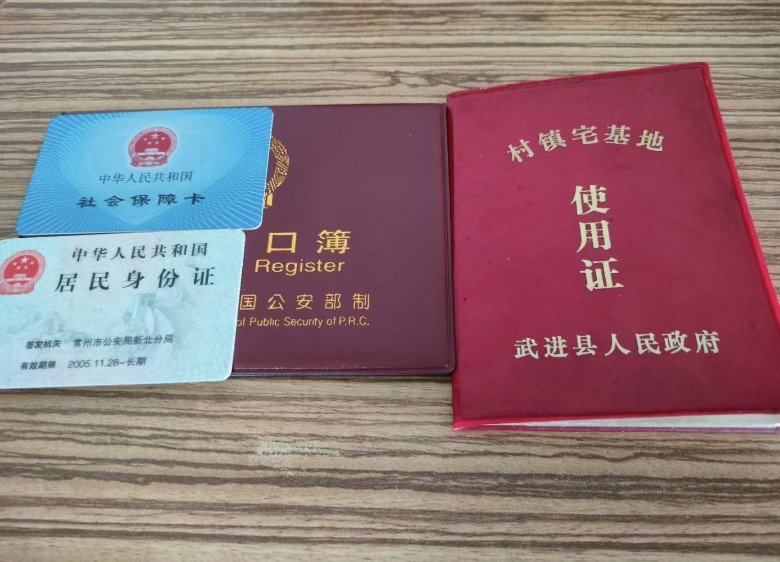 中华人民共和国
社会保障卡
中华人民共和国
居民身份证
签发机关 常州市公安局新北分局
有效期限 2005.11.28-长期
口簿
Register
国公安部制
of Public Security of P.R.C.
村镇宅基地
使用证
武进县人民政府